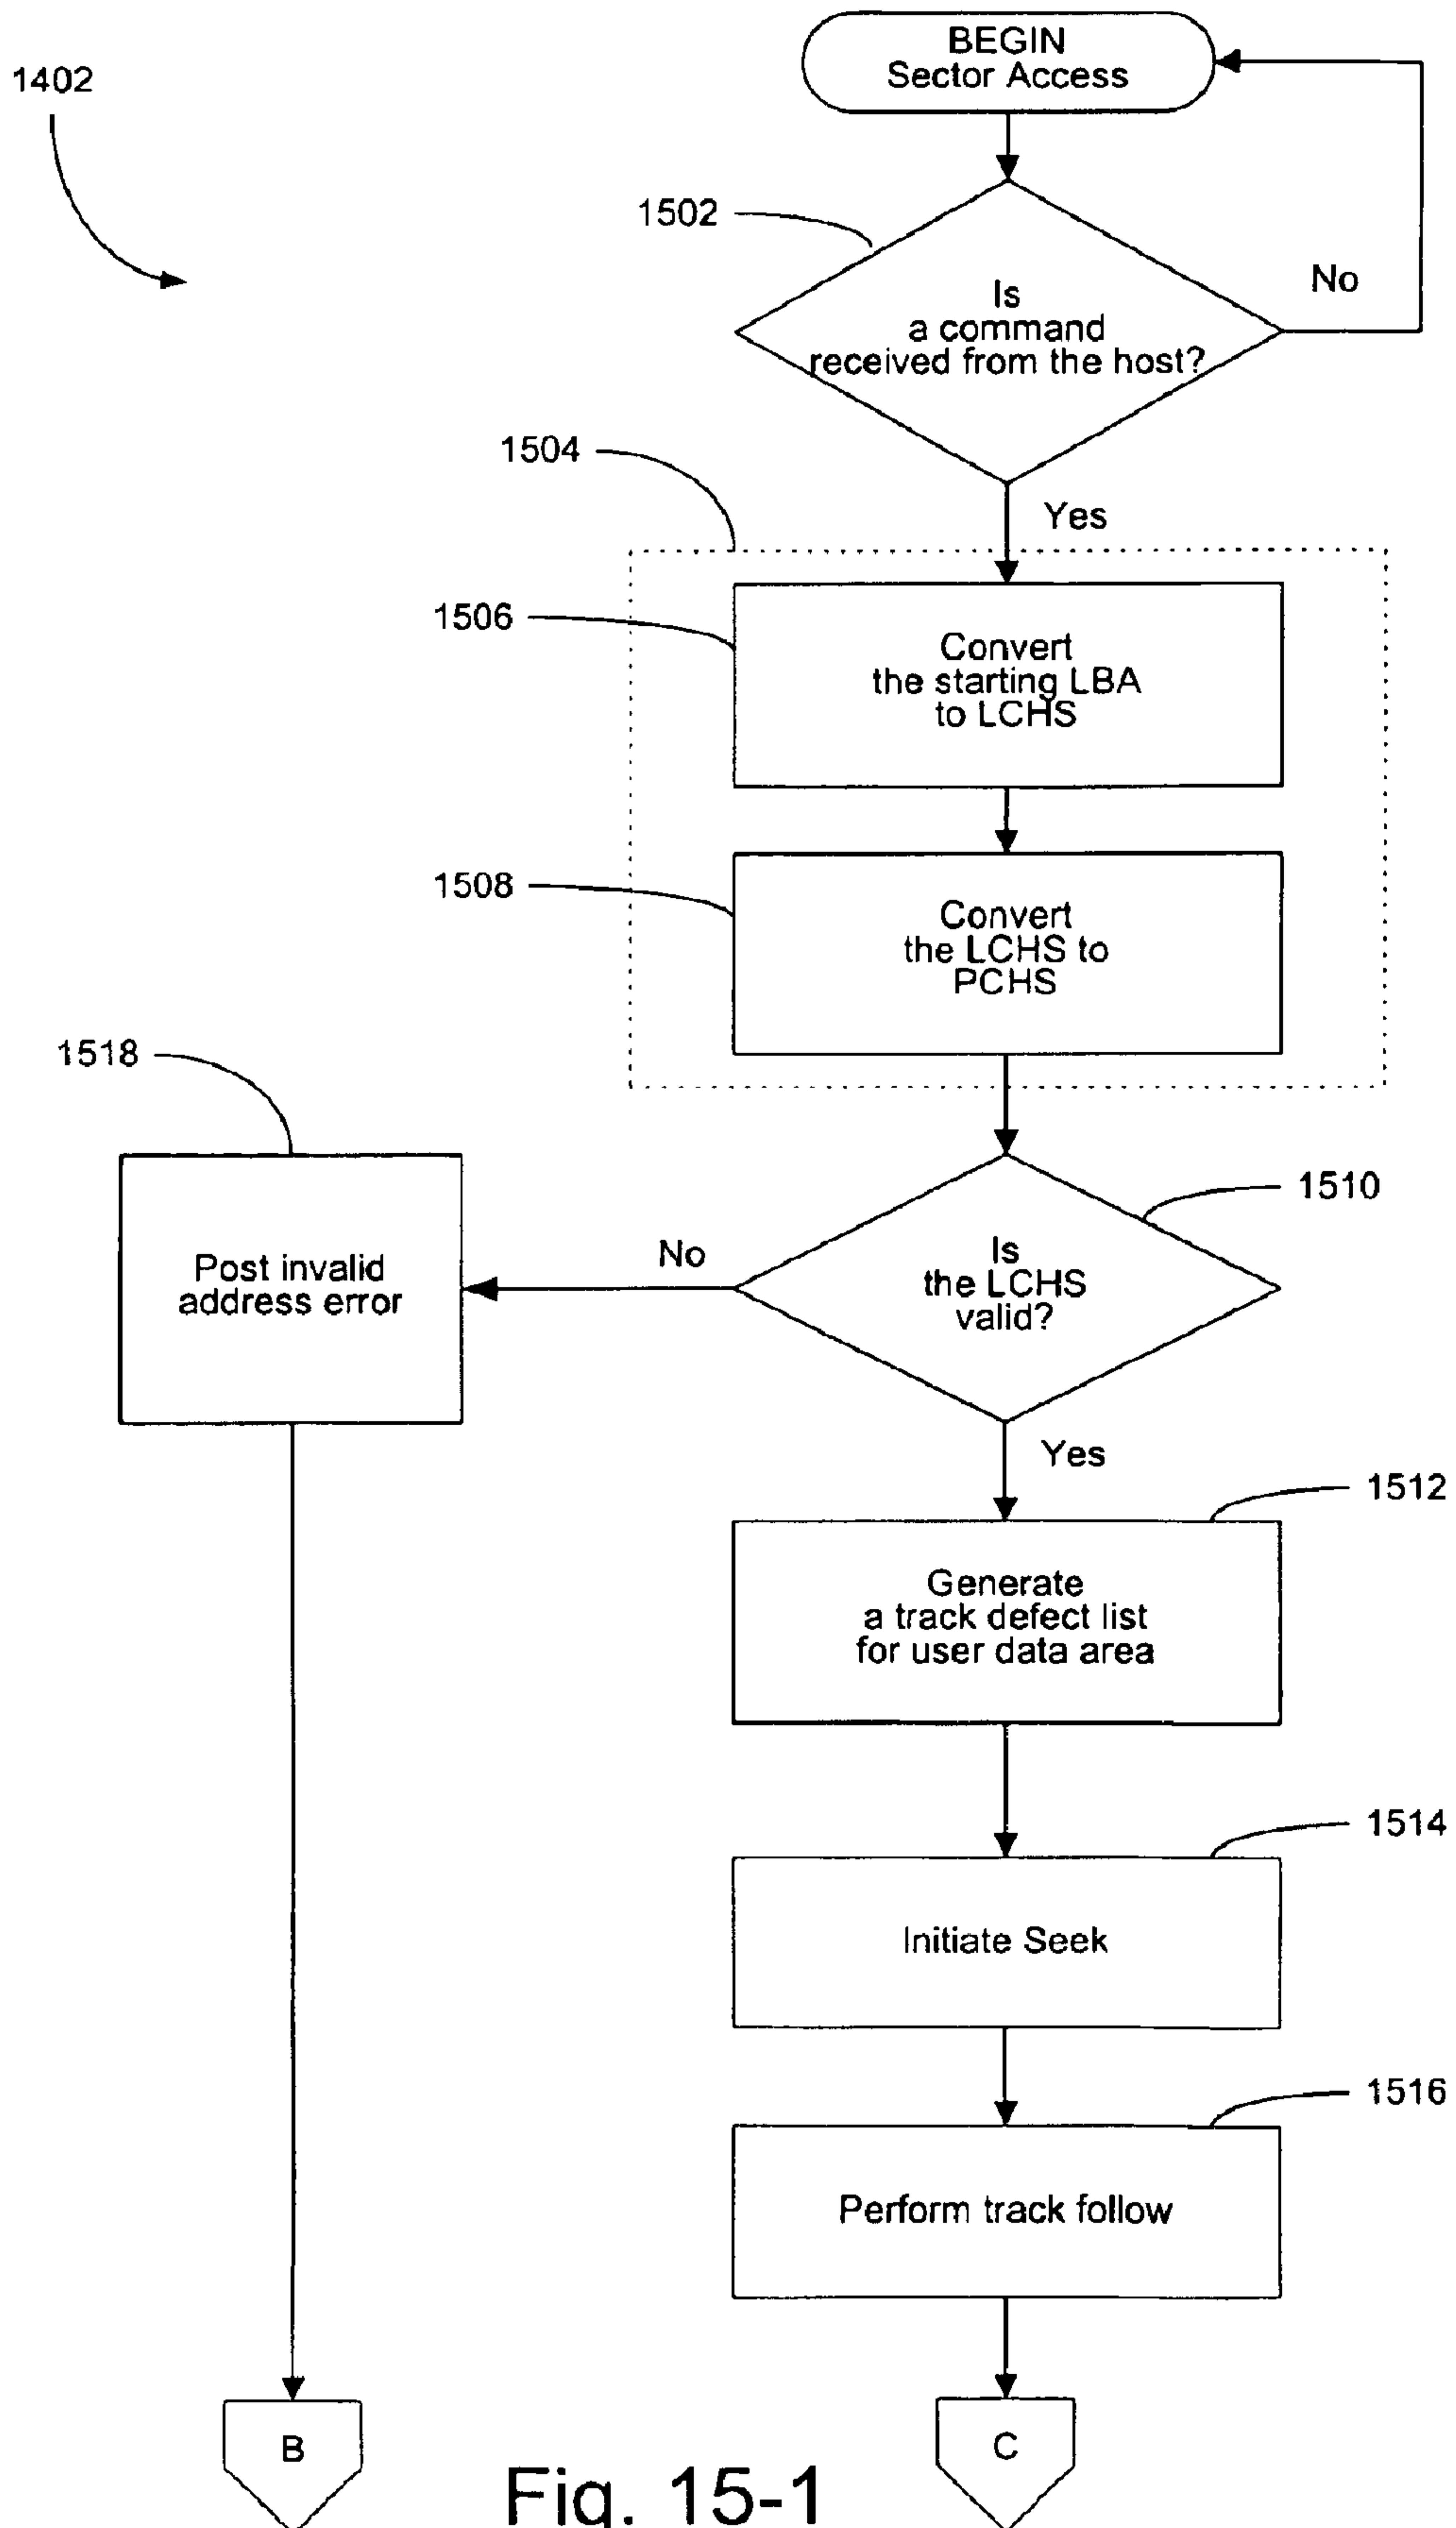 BEGIN
Sector Access
1402
1502
No
Is
a command
received from the host?
1504
Yes
1506
Convert
the starting LBA
to LCHS
1508
Convert
the LCHS to
PCHS
1518
1510
No
Is
the LCHS
valid?
Post invalid
address error
Yes
1512
Generate
a track defect list
for user data area
1514
Initiate Seek
1516
Perform track follow
B
C
Fig. 15-1